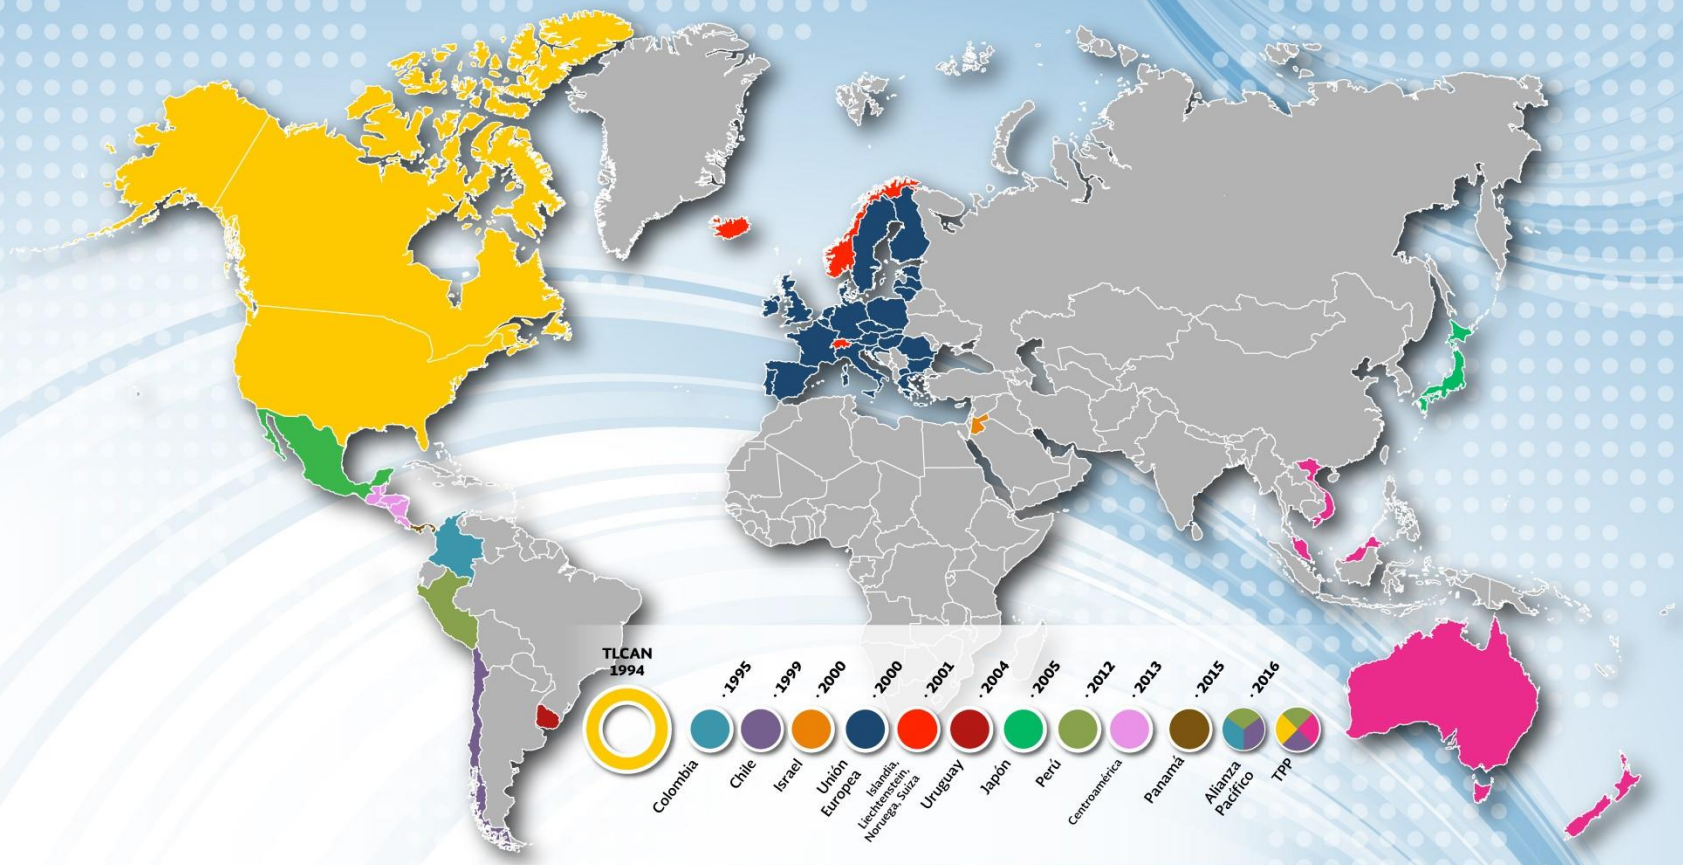 TLCAN
1994
· 1995
· 1999
· 2000
· 2000
· 2001
· 2004
· 2005
· 2012
· 2013
· 2015
· 2016
Colombia
Chile
Israel
Unión
Europea
Islandia,
Liechtenstein,
Noruega, Suiza
Uruguay
Japón
Perú
Centroamérica
Panamá
Alianza
Pacífico
TPP